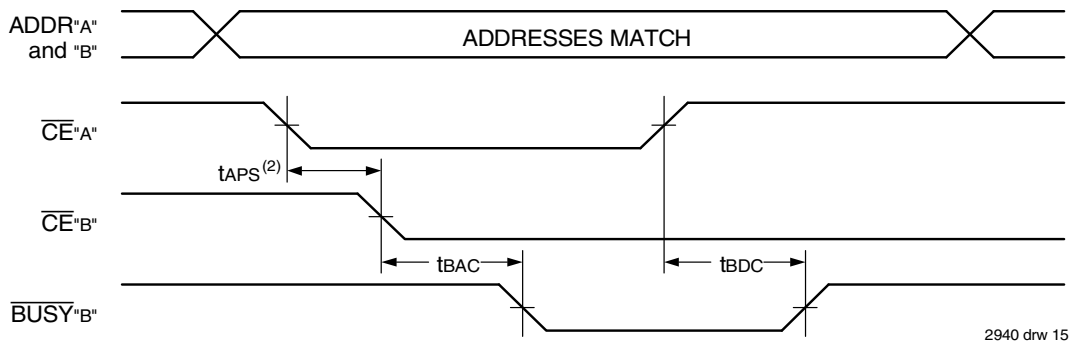 ADDR"A"
and "B"
ADDRESSES MATCH
CE"A"
tAPS(2)
CE"B"
tBAC
tBDC
BUSY"B"
2940 drw 15